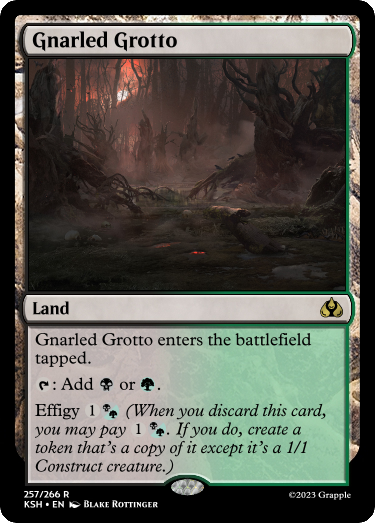 Gnarled Grotto
Land
Gnarled Grotto enters the battlefield
tapped.
: Add or .
Effigy 1 (When you discard this card,
you may pay 1 . If you do, create a
token that's a copy of it except it's a 1/1
Construct creature.)
257/266 R
KSH • EN Blake Rottinger
©2023 Grapple